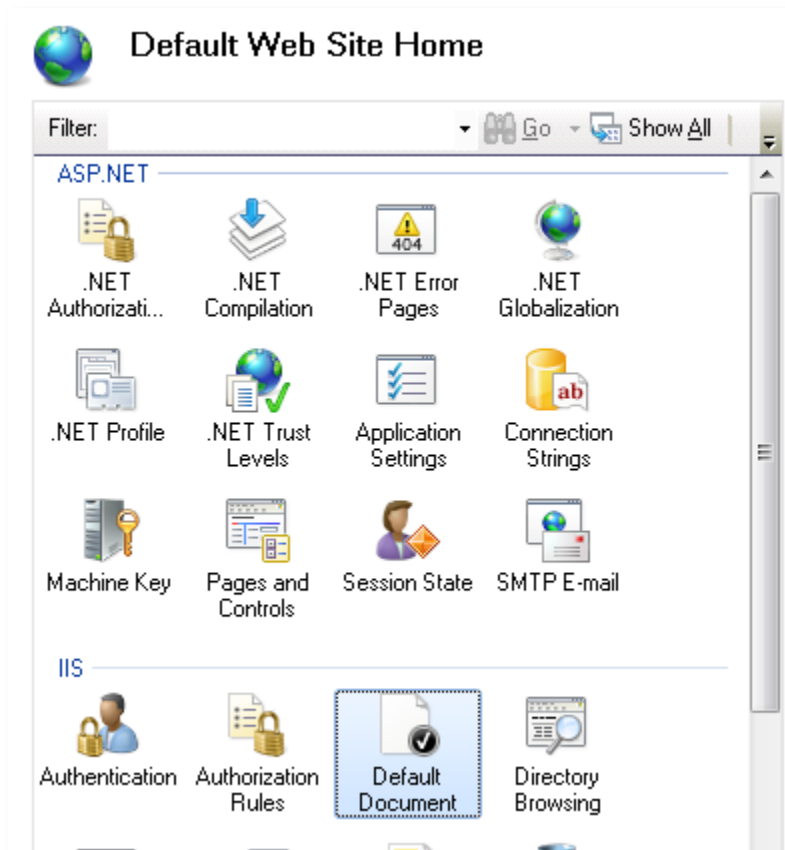 Default Web Site Home
Filter: Go Show All
ASP.NET
.NET Authorizati... .NET Compilation .NET Error Pages .NET Globalization
.NET Profile .NET Trust Levels Application Settings Connection Strings
Machine Key Pages and Controls Session State SMTP E-mail
IIS
Authentication Authorization Rules Default Document Directory Browsing
404
ab